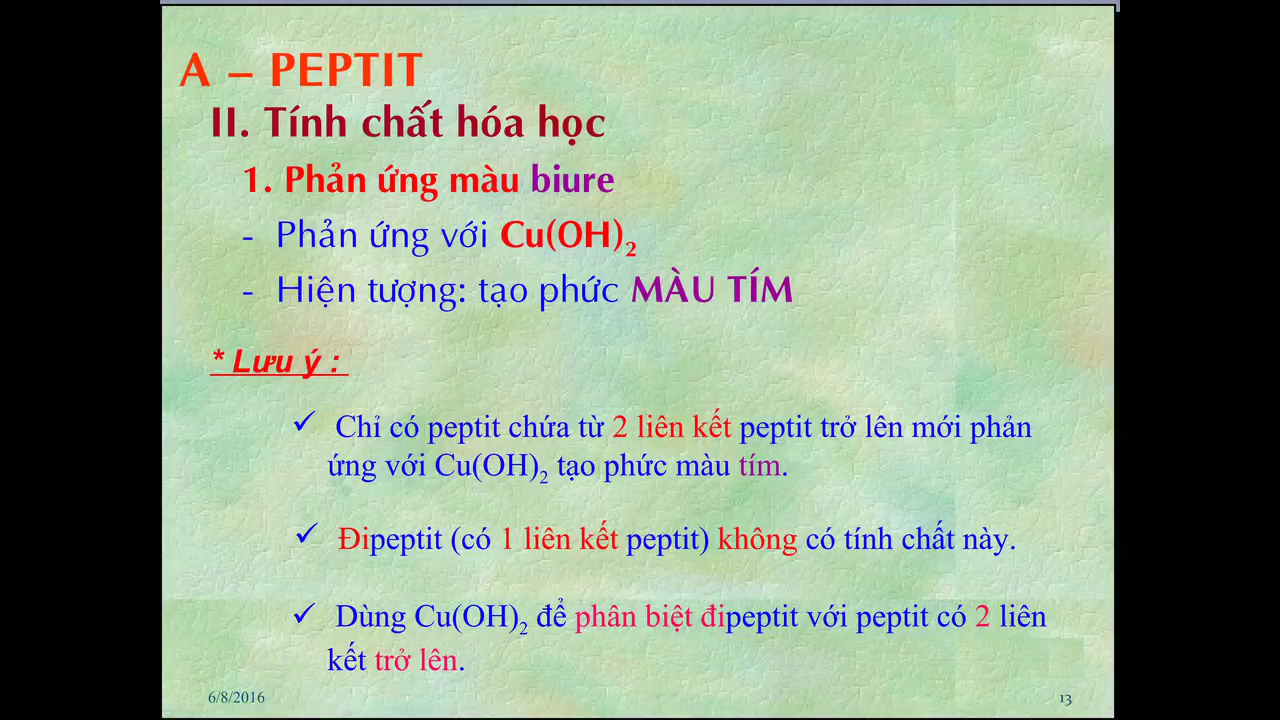 A – PEPTIT
II. Tính chất hóa học
1. Phản ứng màu biure
- Phản ứng với Cu(OH)₂
- Hiện tượng: tạo phức MÀU TÍM
* Lưu ý :
✓ Chỉ có peptit chứa từ 2 liên kết peptit trở lên mới phản
ứng với Cu(OH)₂ tạo phức màu tím.
✓ Đipeptit (có 1 liên kết peptit) không có tính chất này.
✓ Dùng Cu(OH)₂ để phân biệt đipeptit với peptit có 2 liên
kết trở lên.
6/8/2016 13